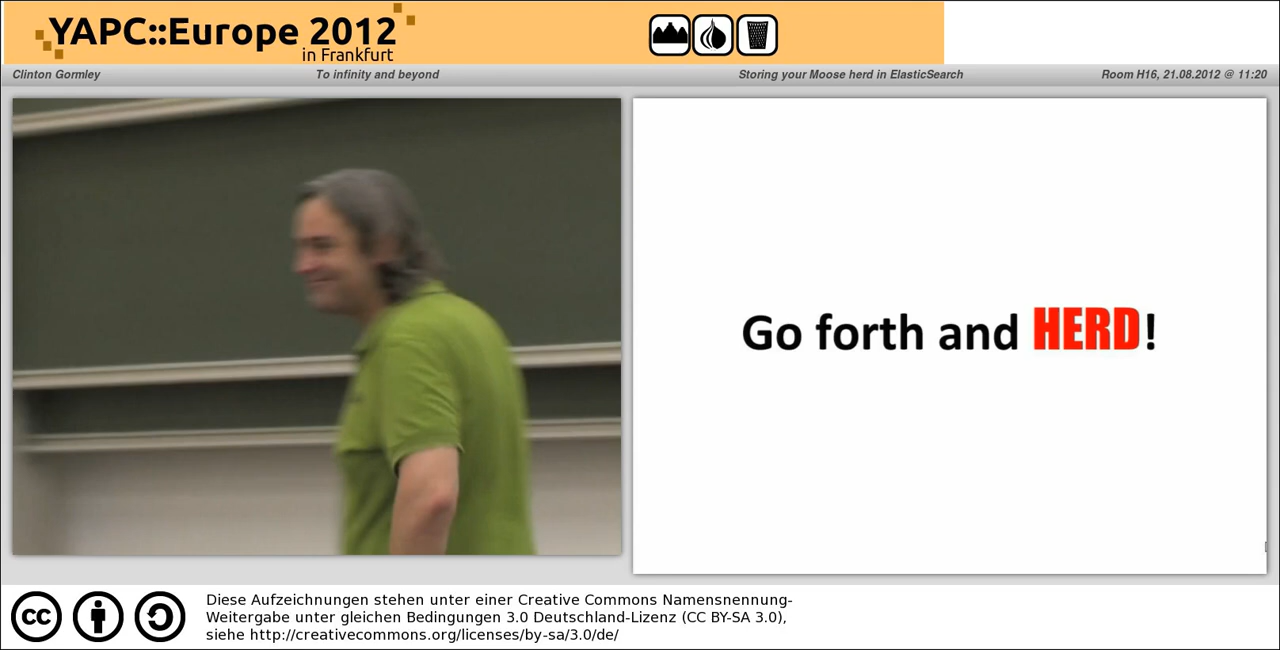 YAPC::Europe 2012
in Frankfurt
Clinton Gormley
To infinity and beyond
Storing your Moose herd in ElasticSearch
Room H16, 21.08.2012 @ 11:20
Go forth and HERD!
cc
Diese Aufzeichnungen stehen unter einer Creative Commons Namensnennung-
Weitergabe unter gleichen Bedingungen 3.0 Deutschland-Lizenz (CC BY-SA 3.0),
siehe http://creativecommons.org/licenses/by-sa/3.0/de/